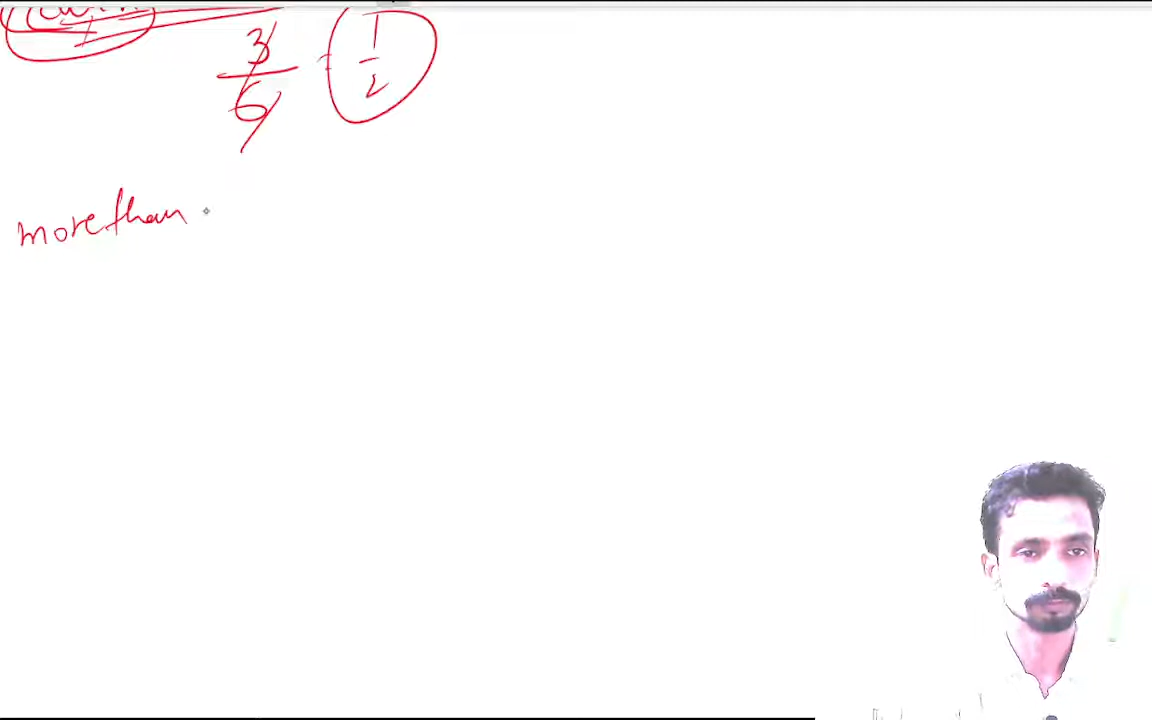 3/6 = 1/2
more than